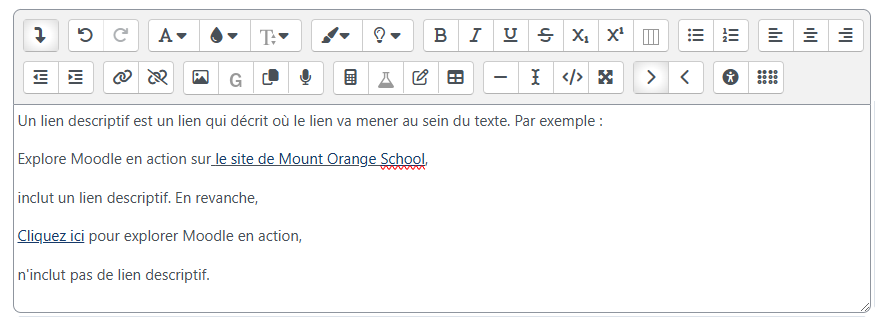 Un lien descriptif est un lien qui décrit où le lien va mener au sein du texte. Par exemple :
Explore Moodle en action sur le site de Mount Orange School,
inclut un lien descriptif. En revanche,
Cliquez ici pour explorer Moodle en action,
n'inclut pas de lien descriptif.